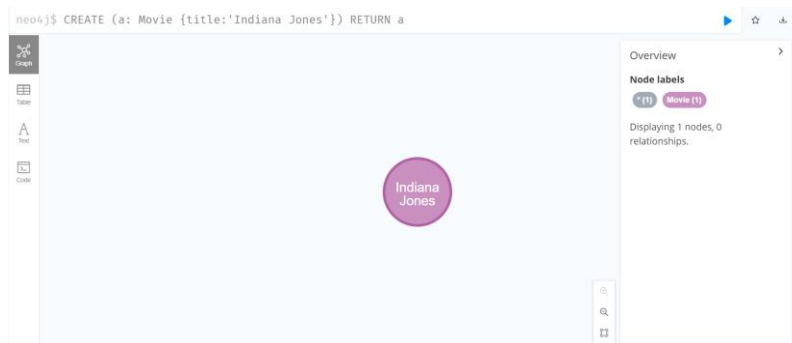 neo4j$ CREATE (a: Movie {title:'Indiana Jones'}) RETURN a
Graph
Table
A
Text
Code
Indiana
Jones
Overview
Node labels
*(1) Movie (1)
Displaying 1 nodes, 0
relationships.